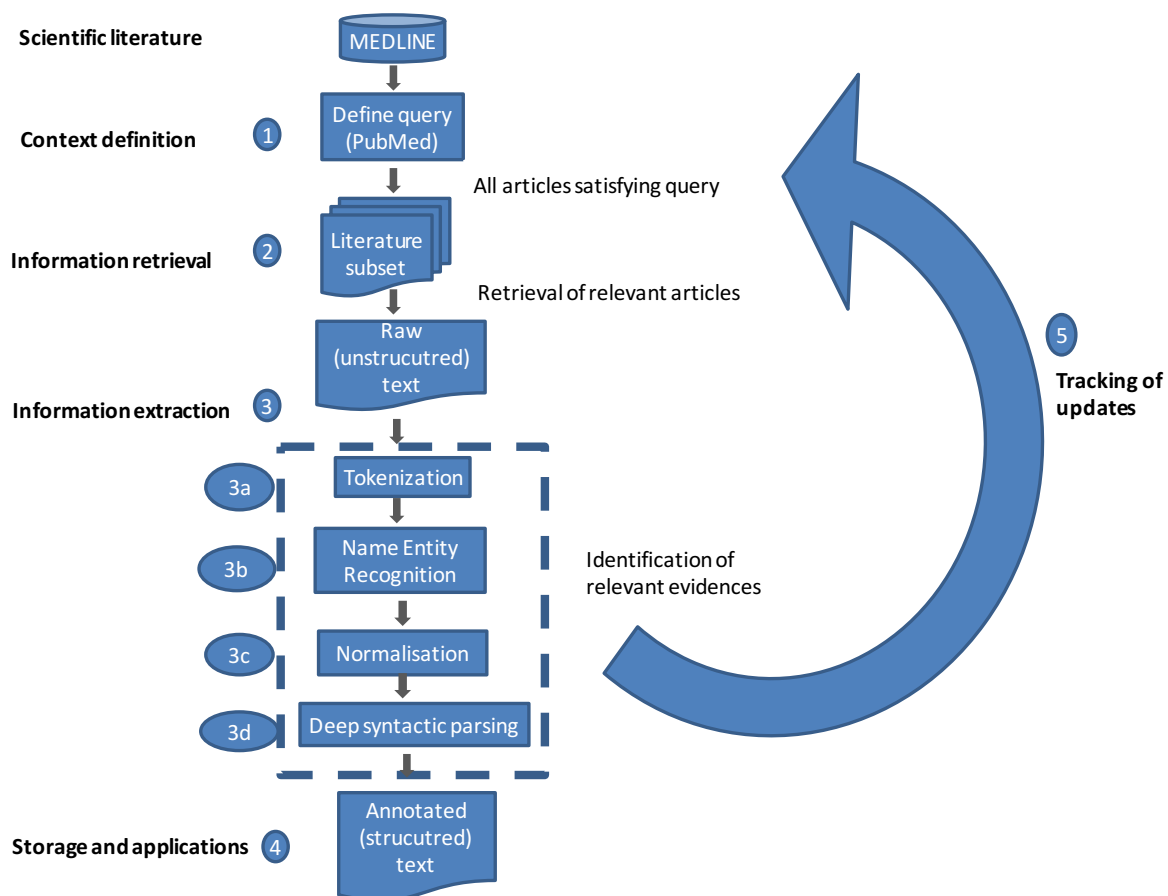 Scientific literature
MEDLINE
Context definition
1
Define query
(PubMed)
All articles satisfying query
Information retrieval
2
Literature
subset
Retrieval of relevant articles
Raw
(unstrucutred)
text
Information extraction
3
5
Tracking of
updates
3a
Tokenization
3b
Name Entity
Recognition
Identification of
relevant evidences
3c
Normalisation
3d
Deep syntactic parsing
Storage and applications
4
Annotated
(strucutred)
text